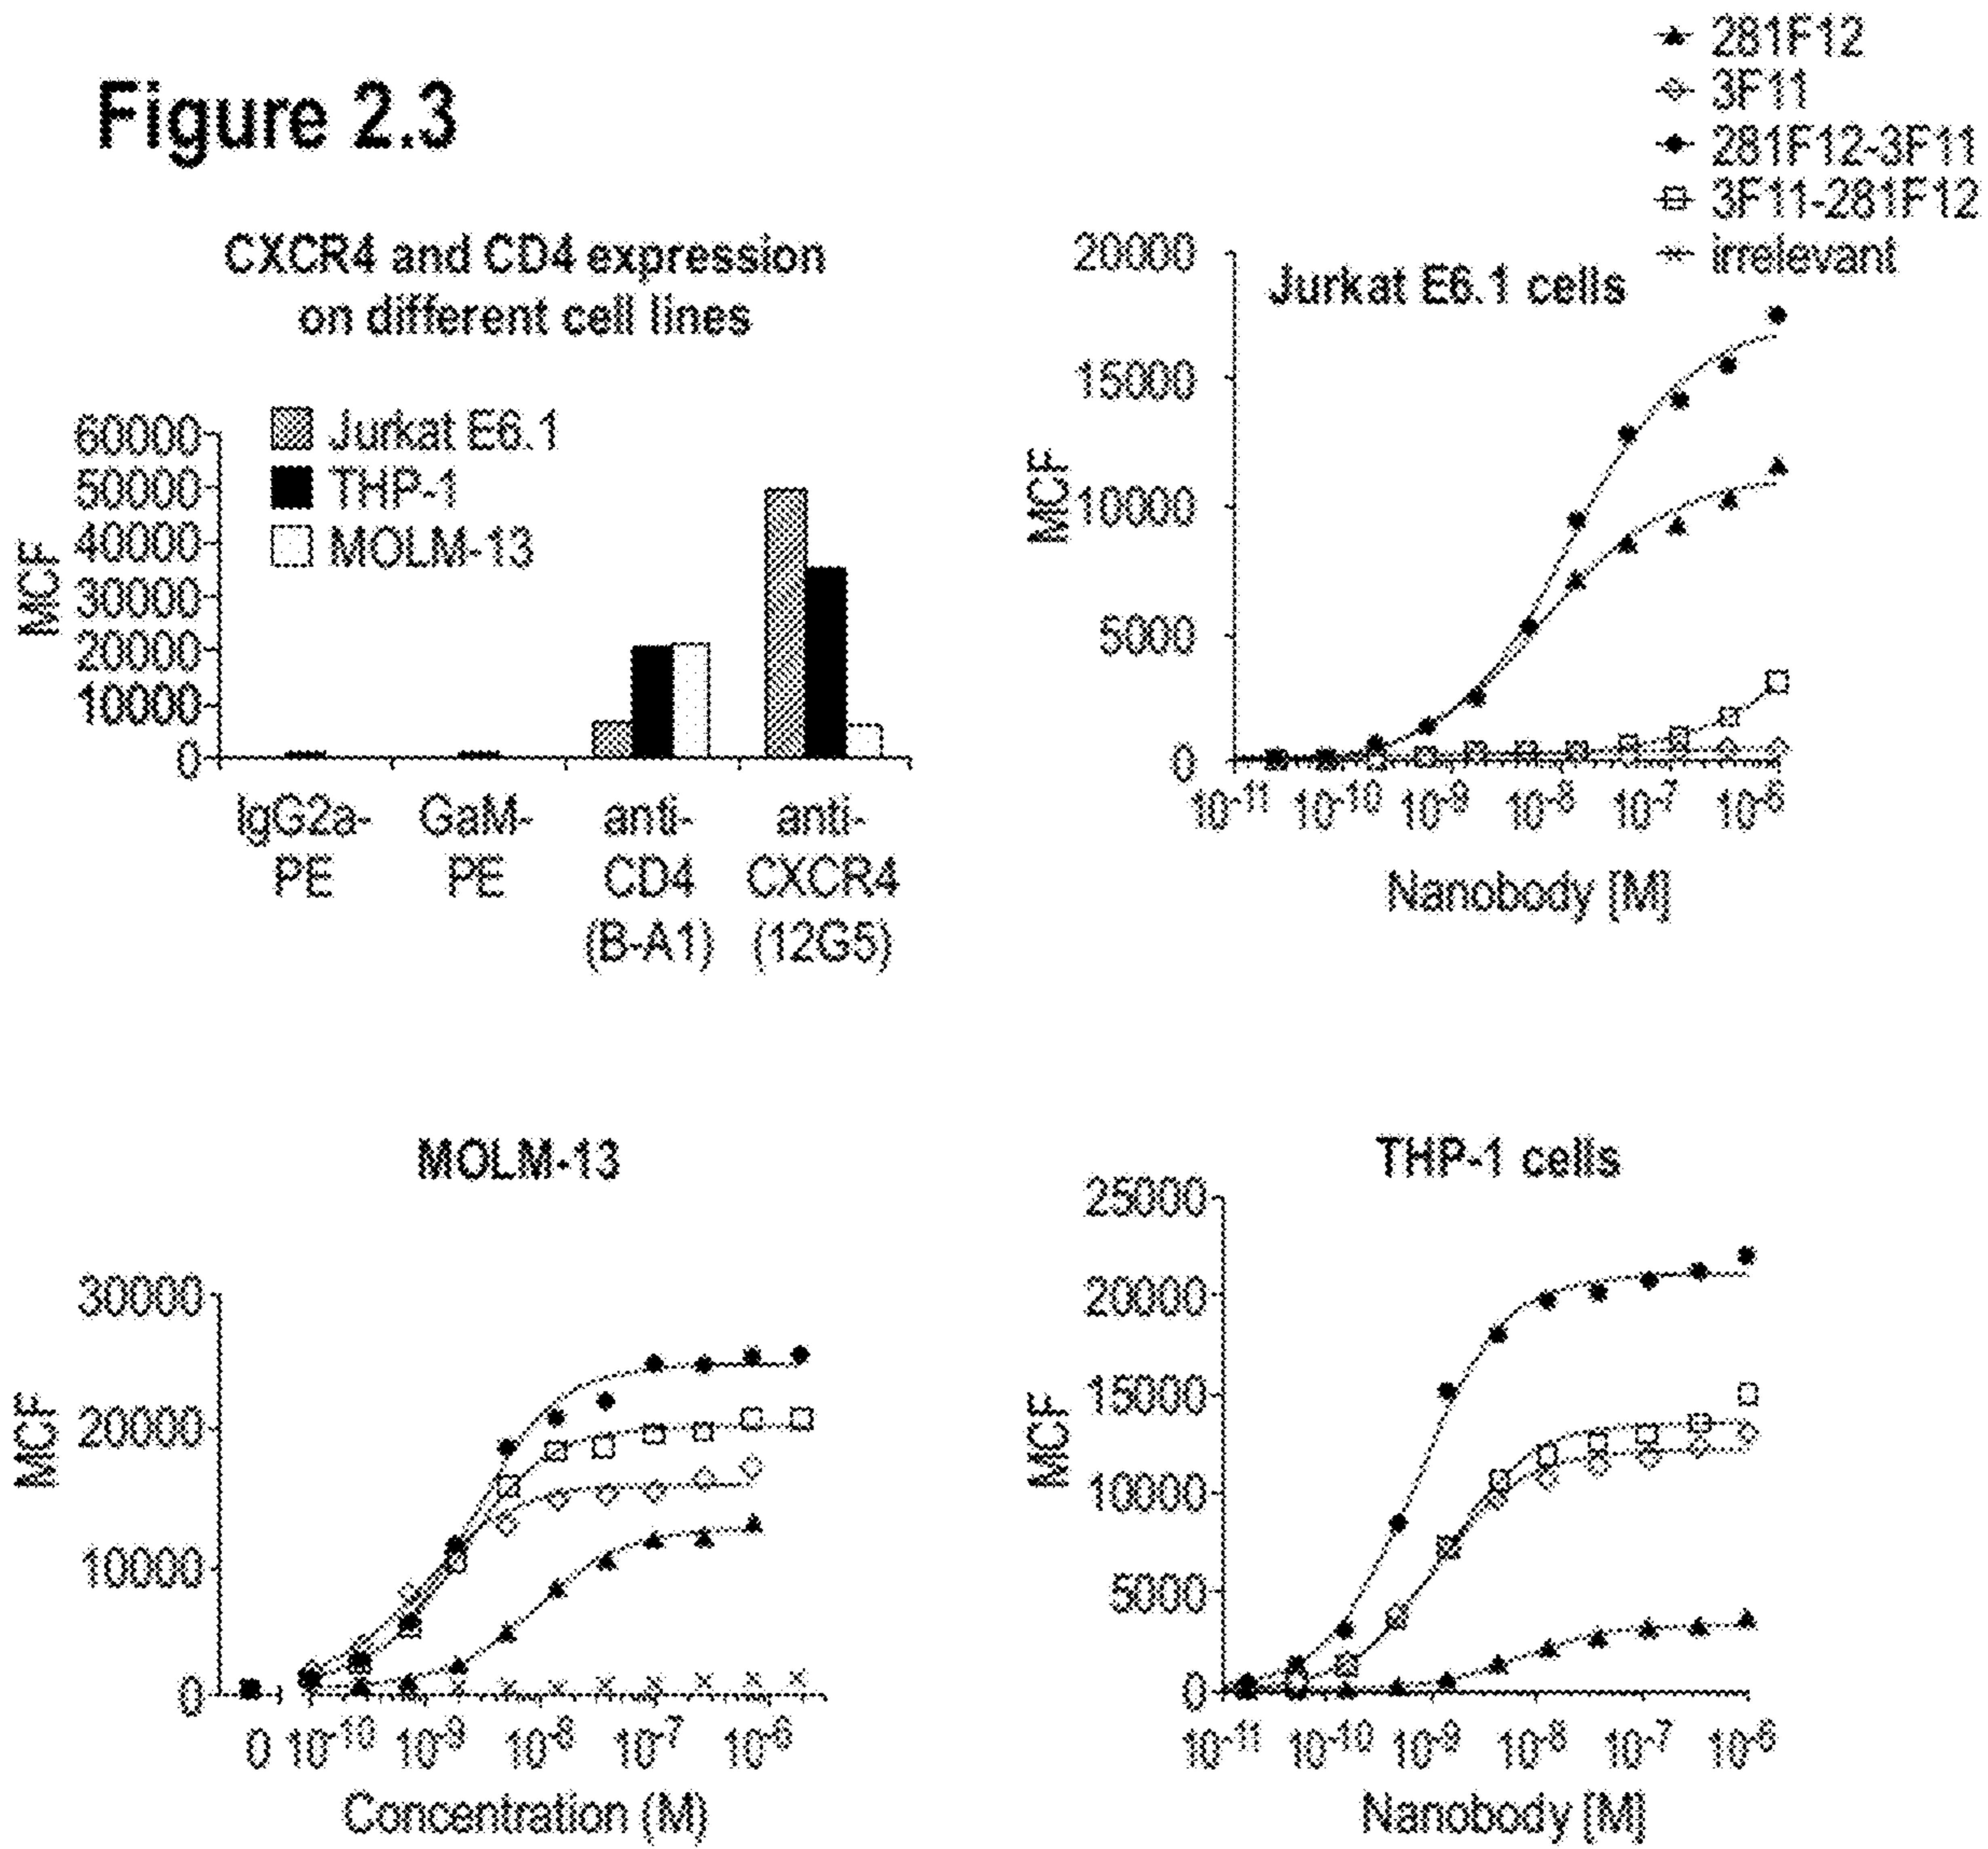 Figure 2.3
281F12
3F11
281F12-3F11
3F11-281F12
irrelevant
CXCR4 and CD4 expression
on different cell lines
Jurkat E6.1
THP-1
MOLM-13
MCF
60000
50000
40000
30000
20000
10000
0
IgG2a-
PE
GaM-
PE
anti-
CD4
(B-A1)
anti-
CXCR4
(12G5)
Jurkat E6.1 cells
MCF
20000
15000
10000
5000
0
10-11 10-10 10-9 10-8 10-7 10-6
Nanobody [M]
MOLM-13
MCF
30000
20000
10000
0
0 10-10 10-9 10-8 10-7 10-6
Concentration (M)
THP-1 cells
MCF
25000
20000
15000
10000
5000
0
10-11 10-10 10-9 10-8 10-7 10-6
Nanobody [M]